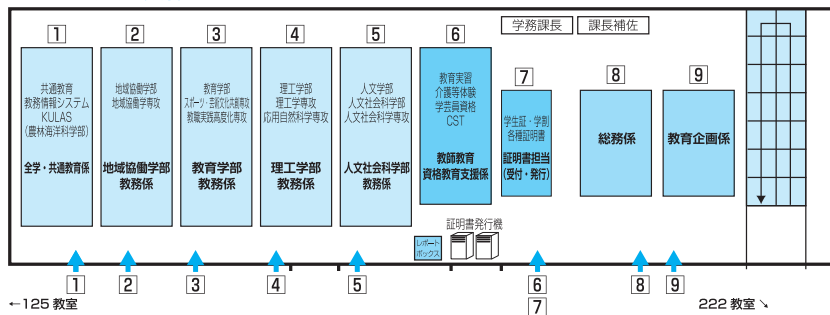 学務課長
課長補佐
1
共通教育
教務情報システム
KULAS
(農林海洋科学部)
全学・共通教育係
2
地域協働学部
地域協働学専攻
地域協働学部
教務係
3
教育学部
スポーツ・芸術文化共創専攻
教職実践高度化専攻
教育学部
教務係
4
理工学部
理工学専攻
応用自然科学専攻
理工学部
教務係
5
人文学部
人文社会科学部
人文社会科学専攻
人文社会科学部
教務係
6
教育実習
介護等体験
学芸員資格
CST
教師教育
資格教育支援係
7
学生証・学割
各種証明書
証明書担当
(受付・発行)
8
総務係
9
教育企画係
レポート
ボックス
証明書発行機
1
2
3
4
5
6
7
8
9
←125 教室
222 教室↘